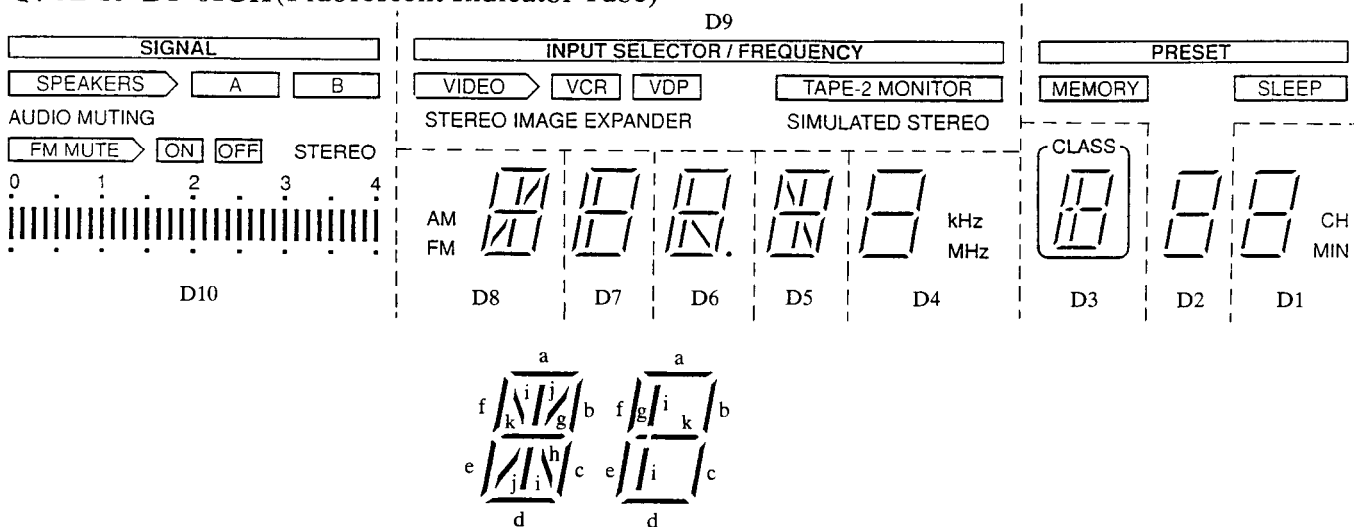 D9
SIGNAL INPUT SELECTOR / FREQUENCY PRESET
SPEAKERS A B VIDEO VCR VDP TAPE-2 MONITOR MEMORY SLEEP
AUDIO MUTING STEREO IMAGE EXPANDER SIMULATED STEREO
FM MUTE ON OFF STEREO CLASS
0 1 2 3 4
AM kHz CH
FM MHz MIN
D10 D8 D7 D6 D5 D4 D3 D2 D1
a a
f i j b f g i b
k g k
e h c e i c
j i
d d